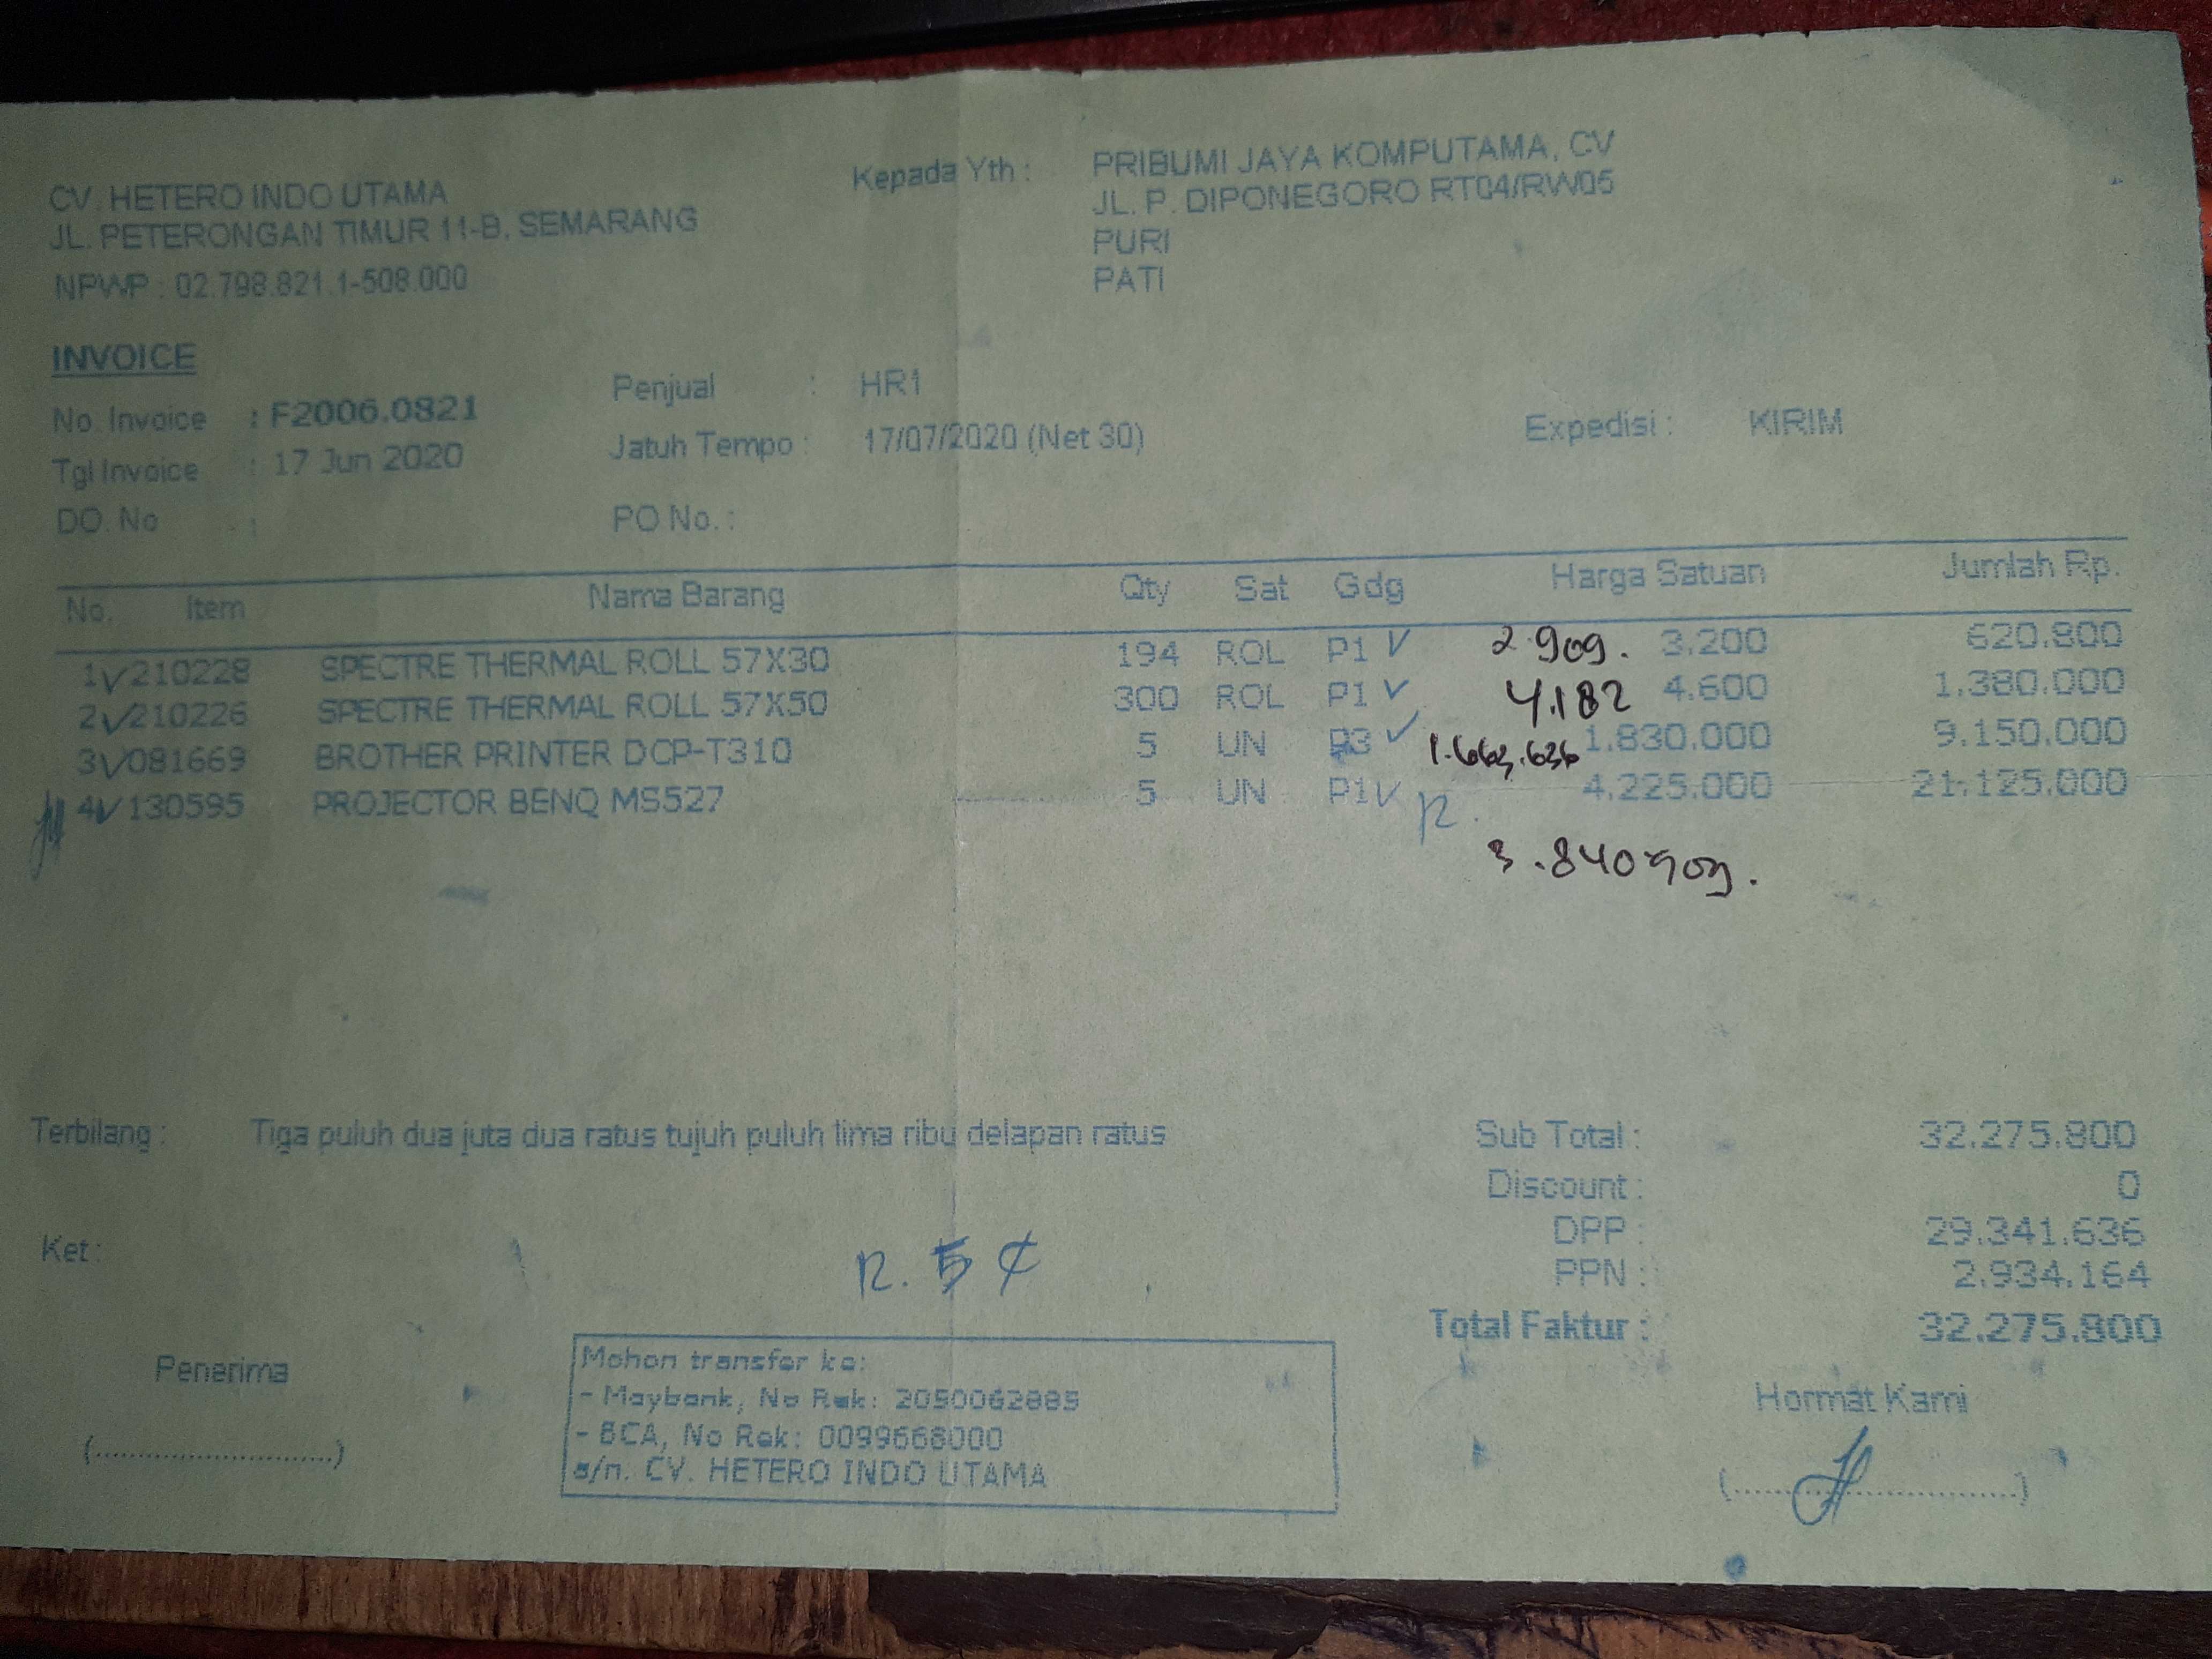 CV. HETERO INDO UTAMA
JL. PETERONGAN TIMUR 11-B, SEMARANG
NPWP : 02.798.821.1-508.000
Kepada Yth : PRIBUMI JAYA KOMPUTAMA, CV
JL. P. DIPONEGORO RT04/RW05
PURI
PATI
INVOICE
No. Invoice : F2006.0821 Penjual : HR1
Tgl Invoice : 17 Jun 2020 Jatuh Tempo : 17/07/2020 (Net 30) Expedisi : KIRIM
DO. No : PO No. :
No. Item Nama Barang Qty Sat Gdg Harga Satuan Jumlah Rp.
1 210228 SPECTRE THERMAL ROLL 57X30 194 ROL P1 2.909. 3.200 620.800
2 210226 SPECTRE THERMAL ROLL 57X50 300 ROL P1 4.182 4.600 1.380.000
3 081669 BROTHER PRINTER DCP-T310 5 UN P3 1.663.636 1.830.000 9.150.000
4 130595 PROJECTOR BENQ MS527 5 UN P1 4.225.000 21.125.000
3.840909.
Terbilang : Tiga puluh dua juta dua ratus tujuh puluh lima ribu delapan ratus
Sub Total : 32.275.800
Discount : 0
DPP : 29.341.636
PPN : 2.934.164
Total Faktur : 32.275.800
Ket :
Penerima
(............................)
Mohon transfer ke:
- Maybank, No Rek: 2050062885
- BCA, No Rek: 0099668000
a/n. CV. HETERO INDO UTAMA
Hormat Kami
(............................)